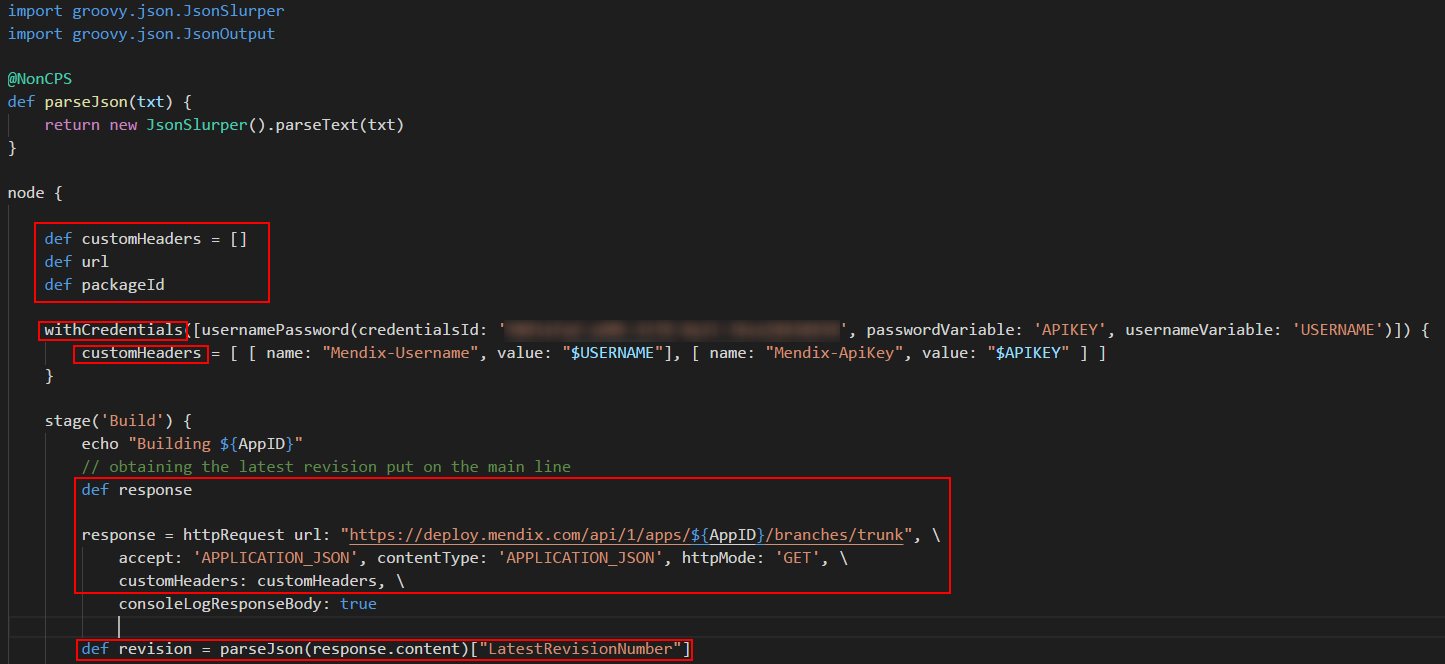 import groovy.json.JsonSlurper
import groovy.json.JsonOutput
@NonCPS
def parseJson(txt) {
    return new JsonSlurper().parseText(txt)
}
node {
    def customHeaders = []
    def url
    def packageId
    withCredentials([usernamePassword(credentialsId: '', passwordVariable: 'APIKEY', usernameVariable: 'USERNAME')]) {
        customHeaders = [ [ name: "Mendix-Username", value: "$USERNAME"], [ name: "Mendix-ApiKey", value: "$APIKEY" ] ]
    }
    stage('Build') {
        echo "Building ${AppID}"
        // obtaining the latest revision put on the main line
        def response
        response = httpRequest url: "https://deploy.mendix.com/api/1/apps/${AppID}/branches/trunk", \
            accept: 'APPLICATION_JSON', contentType: 'APPLICATION_JSON', httpMode: 'GET', \
            customHeaders: customHeaders, \
            consoleLogResponseBody: true
        def revision = parseJson(response.content)["LatestRevisionNumber"]